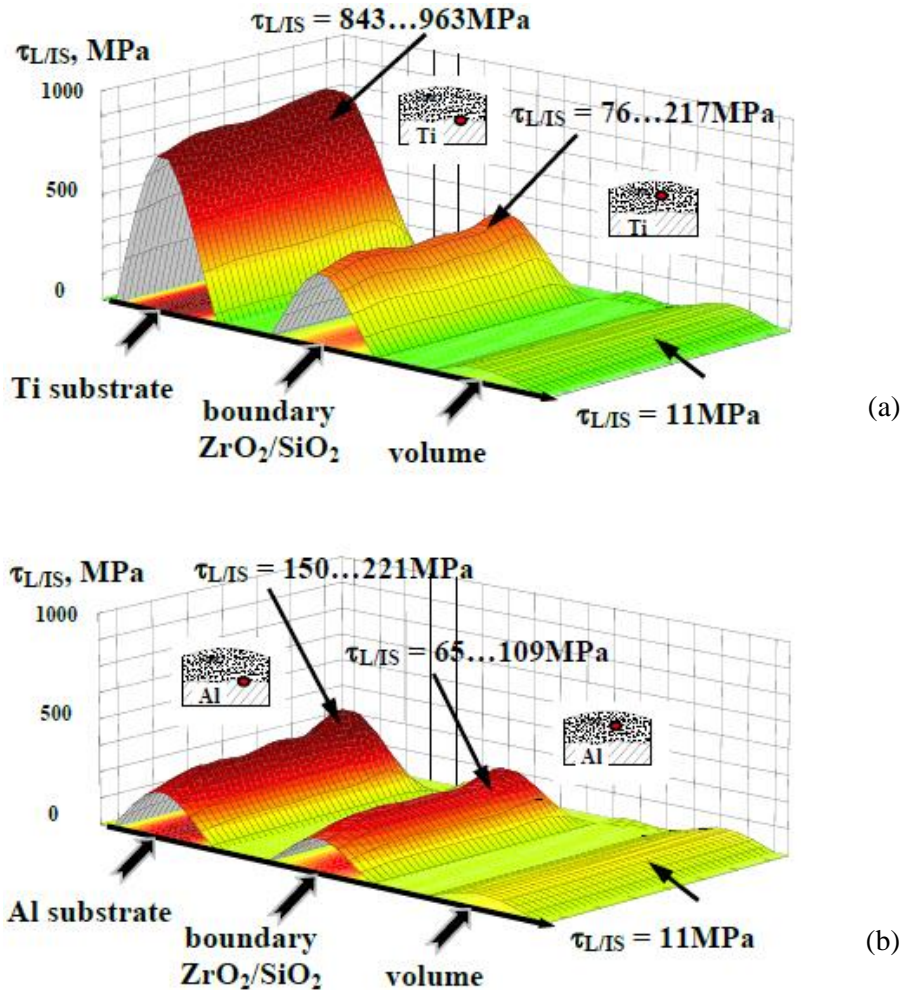 τL/IS = 843...963MPa
τL/IS, MPa
1000
Ti
τL/IS = 76...217MPa
500
Ti
0
Ti substrate
boundary
ZrO2/SiO2
volume
τL/IS = 11MPa
(a)
τL/IS, MPa
τL/IS = 150...221MPa
1000
τL/IS = 65...109MPa
Al
500
Al
0
Al substrate
boundary
ZrO2/SiO2
volume
τL/IS = 11MPa
(b)